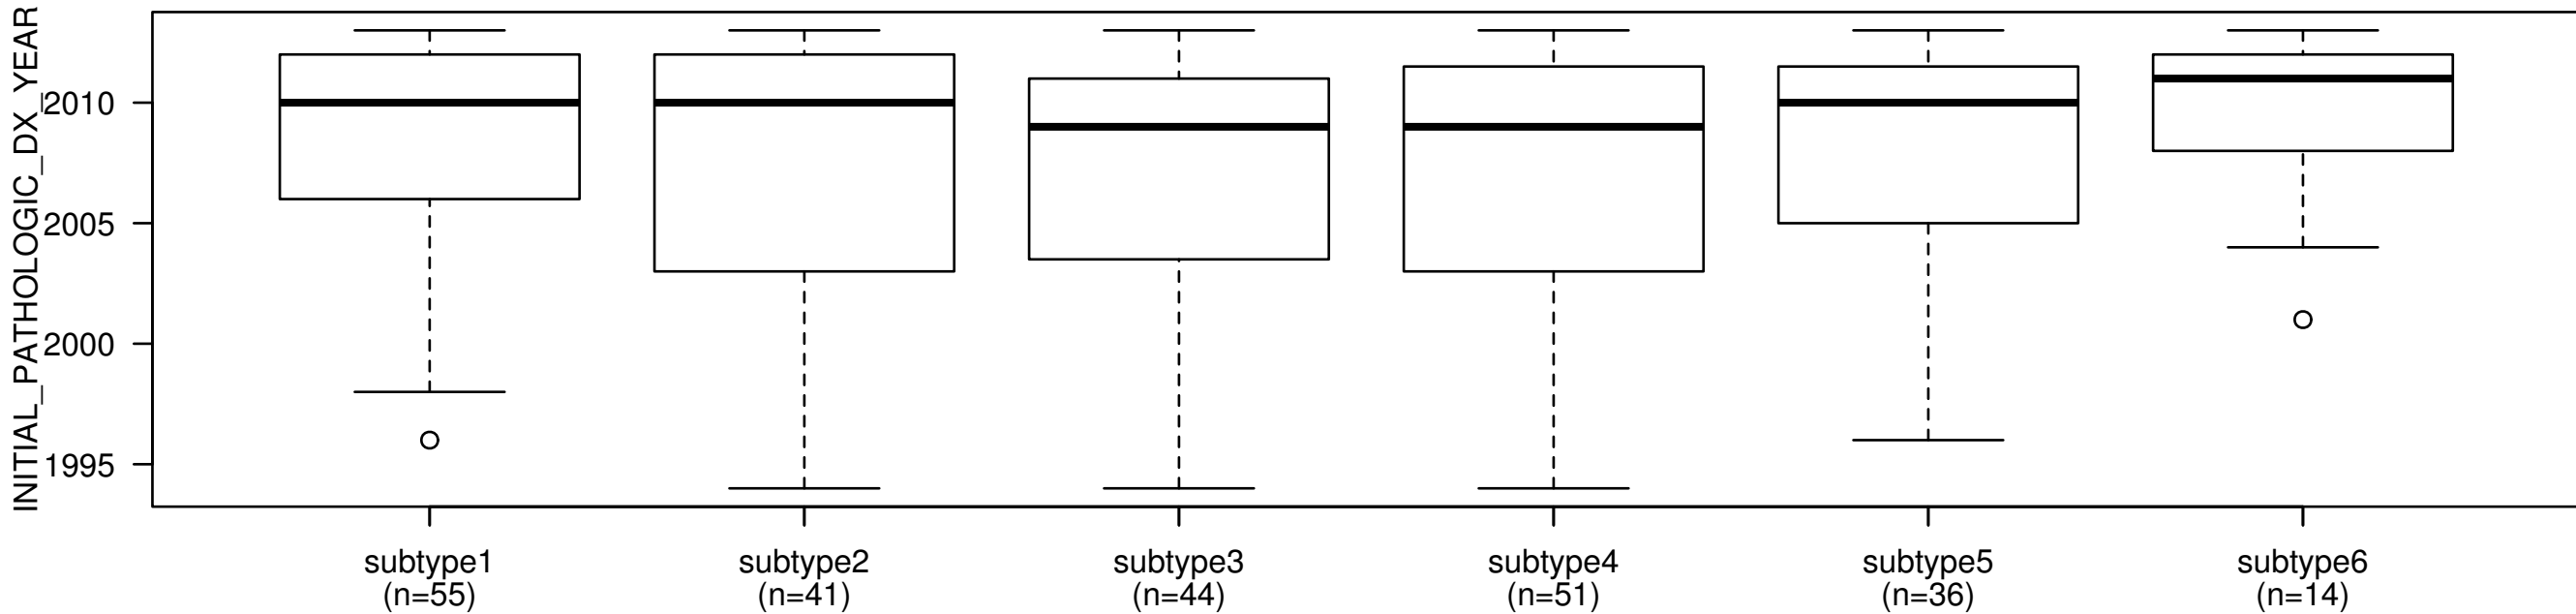 INITIAL_PATHOLOGIC_DX_YEAR
2010
2005
2000
1995
subtype1 subtype2 subtype3 subtype4 subtype5 subtype6
(n=55) (n=41) (n=44) (n=51) (n=36) (n=14)